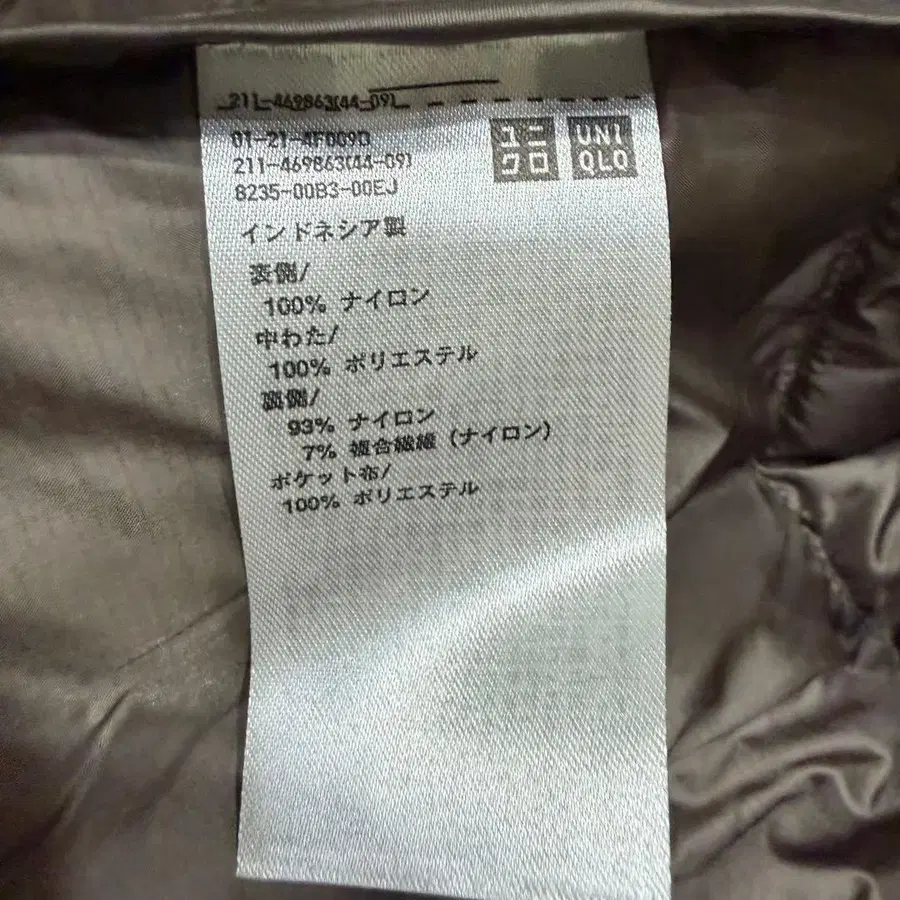 211-469863(44-09)
ユニ
クロ
UNI
QLO
01-21-4F009D
211-469863(44-09)
8235-00B3-00EJ
インドネシア製
表側/
100% ナイロン
中わた/
100% ポリエステル
裏側/
93% ナイロン
7% 複合繊維 (ナイロン)
ポケット布/
100% ポリエステル